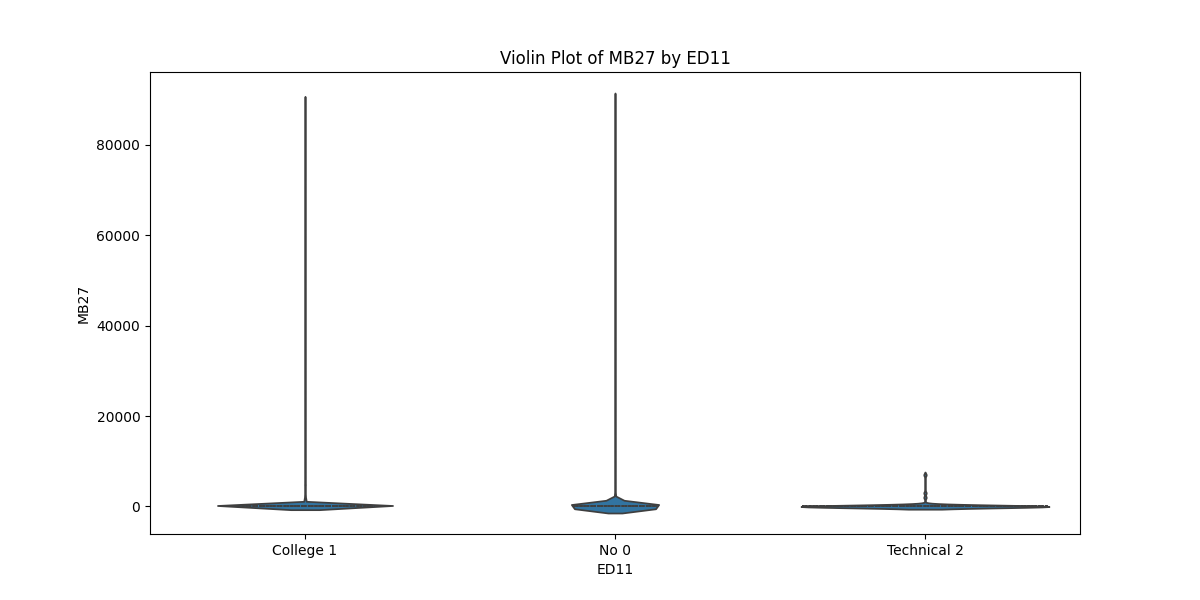 Violin Plot of MB27 by ED11
MB27
80000
60000
40000
20000
0
College 1
No 0
Technical 2
ED11